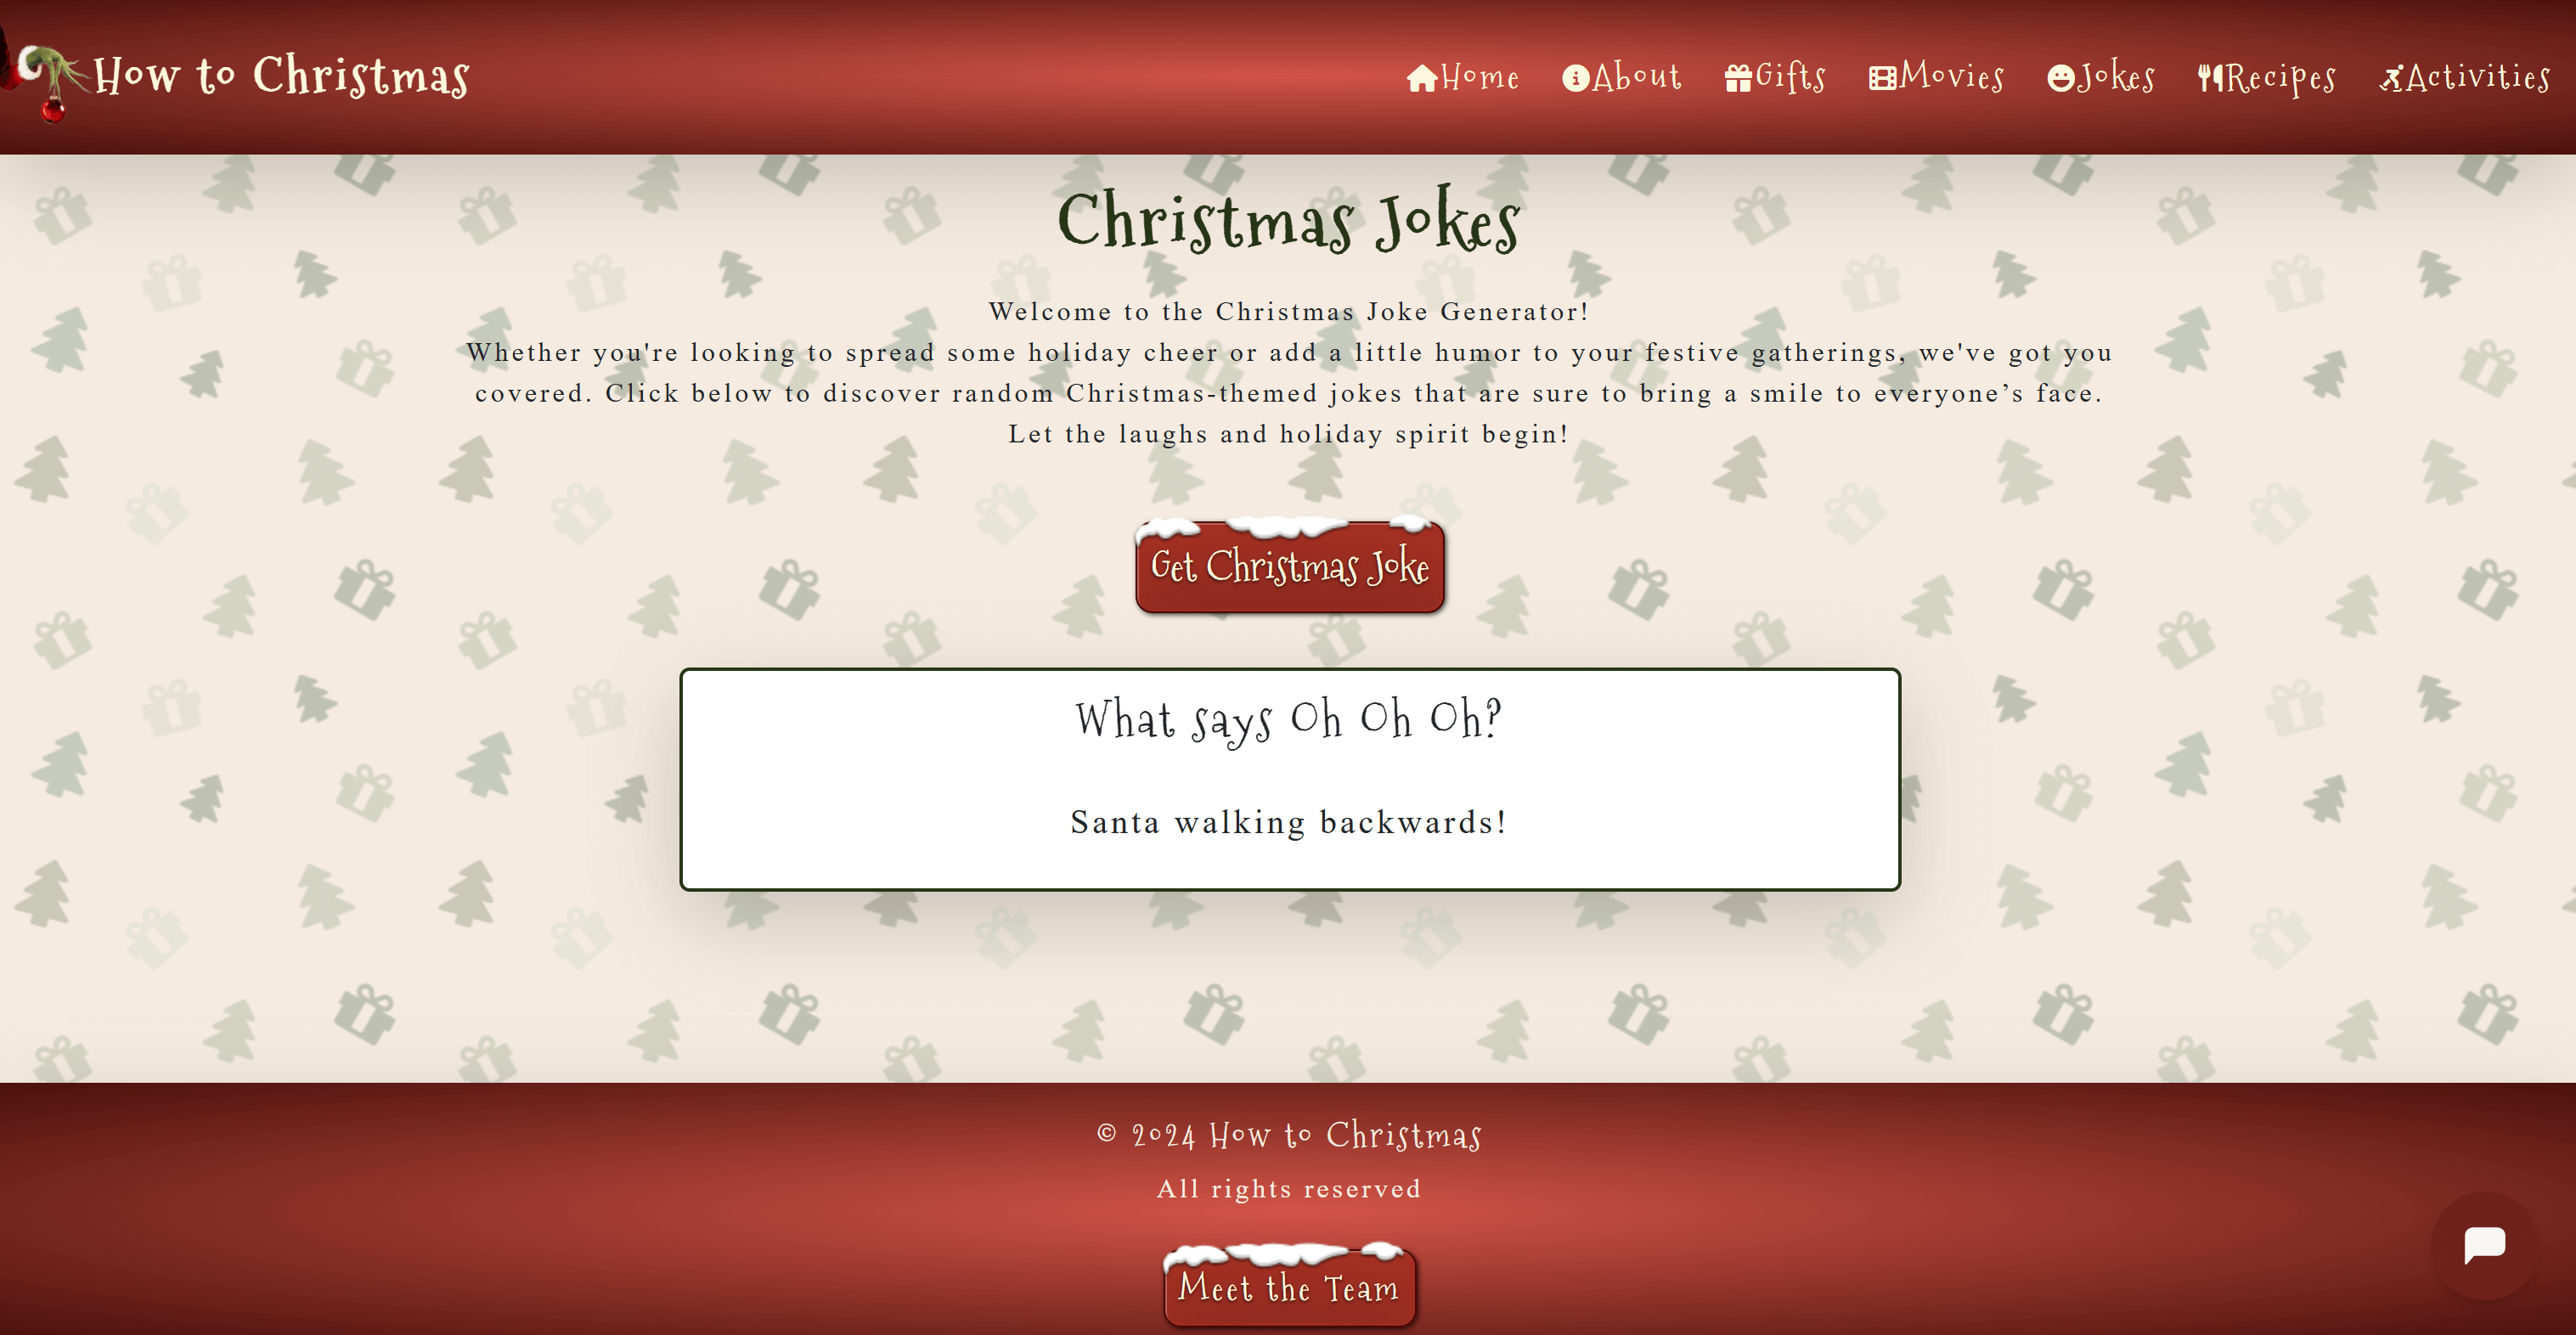 How to Christmas
Home About Gifts Movies Jokes Recipes Activities
Christmas Jokes
Welcome to the Christmas Joke Generator!
Whether you're looking to spread some holiday cheer or add a little humor to your festive gatherings, we've got you
covered. Click below to discover random Christmas-themed jokes that are sure to bring a smile to everyone’s face.
Let the laughs and holiday spirit begin!
Get Christmas Joke
What says Oh Oh Oh?
Santa walking backwards!
© 2024 How to Christmas
All rights reserved
Meet the Team